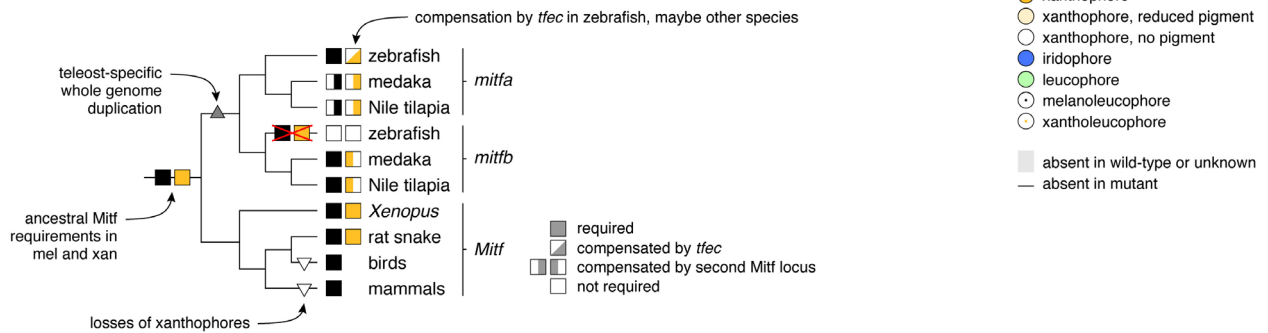 compensation by tfec in zebrafish, maybe other species
teleost-specific
whole genome
duplication
zebrafish
medaka
Nile tilapia
mitfa
zebrafish
medaka
Nile tilapia
mitfb
Xenopus
rat snake
birds
mammals
Mitf
ancestral Mitf
requirements in
mel and xan
losses of xanthophores
required
compensated by tfec
compensated by second Mitf locus
not required
xanthophore, reduced pigment
xanthophore, no pigment
iridophore
leucophore
melanoleucophore
xantholeucophore
absent in wild-type or unknown
absent in mutant